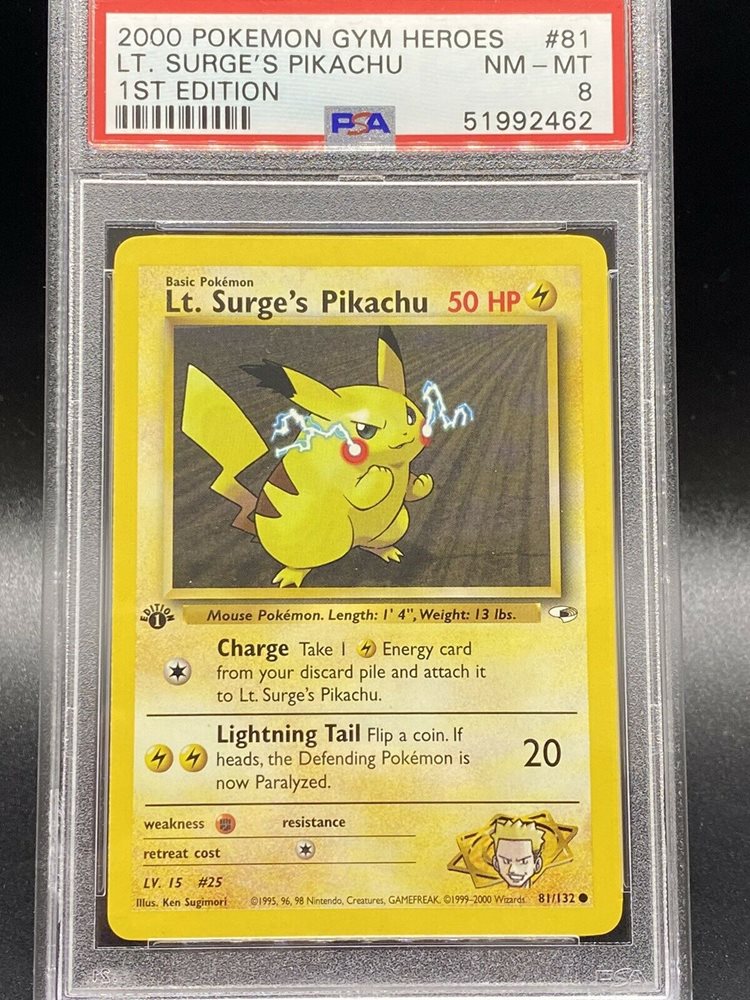 2000 POKEMON GYM HEROES #81
LT. SURGE'S PIKACHU NM - MT
1ST EDITION 8
PSA 51992462
Basic Pokémon
Lt. Surge's Pikachu 50 HP
EDITION
1
Mouse Pokémon. Length: 1' 4", Weight: 13 lbs.
Charge Take 1 Energy card
from your discard pile and attach it
to Lt. Surge's Pikachu.
Lightning Tail Flip a coin. If
heads, the Defending Pokémon is
now Paralyzed.
20
weakness resistance
retreat cost
LV. 15 #25
Illus. Ken Sugimori ©1995, 96, 98 Nintendo, Creatures, GAMEFREAK. ©1999-2000 Wizards. 81/132
PSA